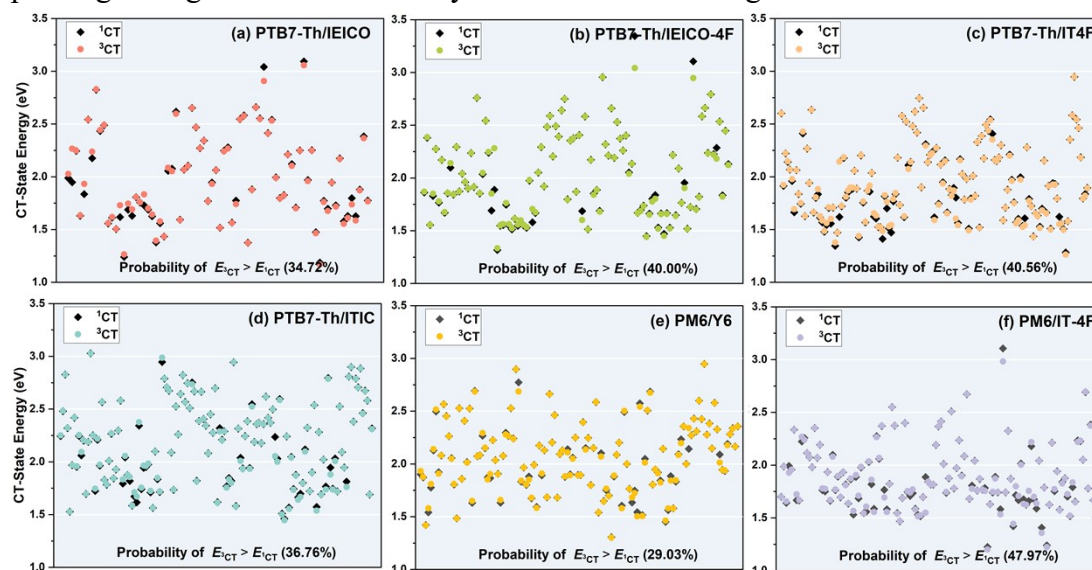 ¹CT
³CT
(a) PTB7-Th/IEICO
3.5
3.0
2.5
2.0
1.5
1.0
CT-State Energy (eV)
Probability of E³CT > E¹CT (34.72%)
¹CT
³CT
(b) PTB7-Th/IEICO-4F
3.5
3.0
2.5
2.0
1.5
1.0
Probability of E³CT > E¹CT (40.00%)
¹CT
³CT
(c) PTB7-Th/IT4F
3.5
3.0
2.5
2.0
1.5
1.0
Probability of E³CT > E¹CT (40.56%)
¹CT
³CT
(d) PTB7-Th/ITIC
3.5
3.0
2.5
2.0
1.5
1.0
CT-State Energy (eV)
Probability of E³CT > E¹CT (36.76%)
¹CT
³CT
(e) PM6/Y6
3.5
3.0
2.5
2.0
1.5
1.0
Probability of E³CT > E¹CT (29.03%)
¹CT
³CT
(f) PM6/IT-4F
3.5
3.0
2.5
2.0
1.5
1.0
Probability of E³CT > E¹CT (47.97%)